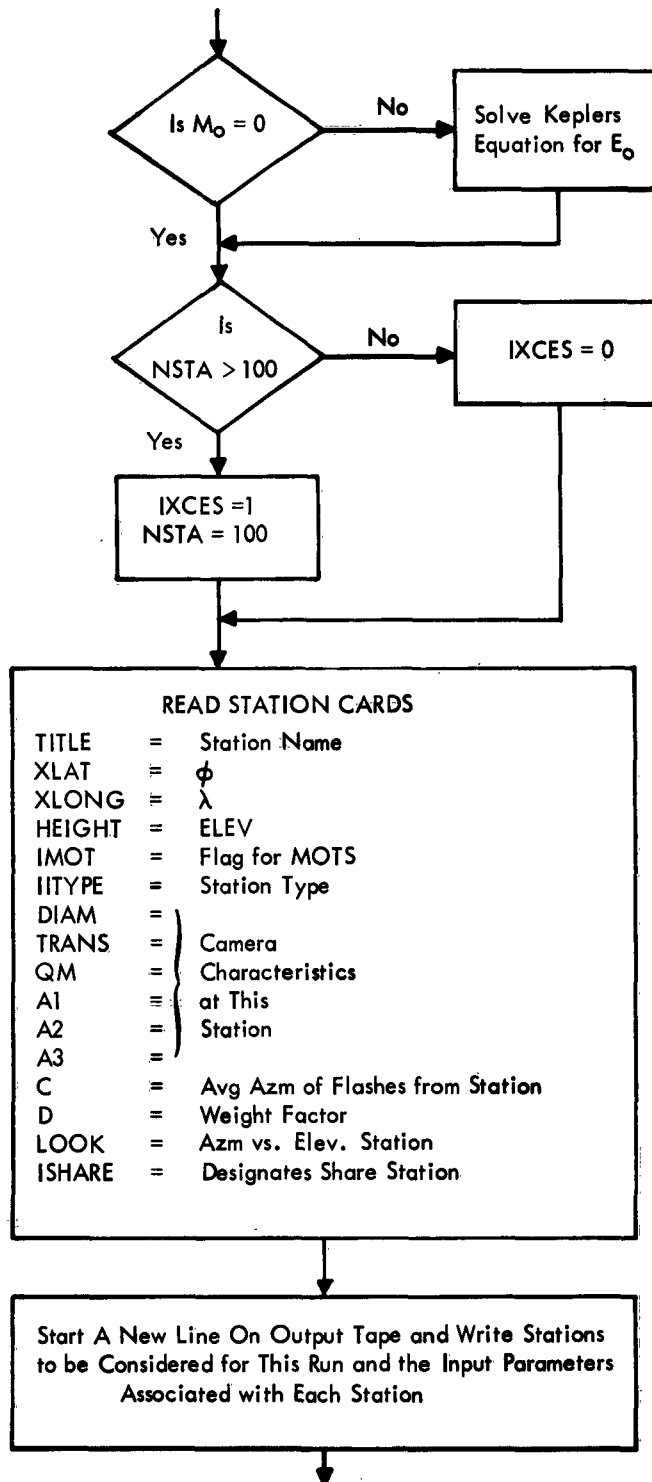 Is M₀ = 0
No
Solve Keplers
Equation for E₀
Yes
Is
NSTA > 100
No
IXCES = 0
Yes
IXCES =1
NSTA = 100
READ STATION CARDS
TITLE = Station Name
XLAT = ϕ
XLONG = λ
HEIGHT = ELEV
IMOT = Flag for MOTS
IITYPE = Station Type
DIAM =
TRANS = Camera
QM = Characteristics
A1 = at This
A2 = Station
A3 =
C = Avg Azm of Flashes from Station
D = Weight Factor
LOOK = Azm vs. Elev. Station
ISHARE = Designates Share Station
Start A New Line On Output Tape and Write Stations
to be Considered for This Run and the Input Parameters
Associated with Each Station